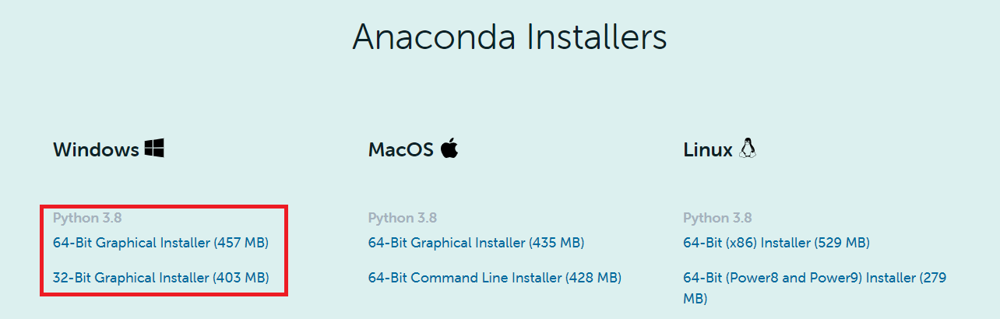 Anaconda Installers
Windows
MacOS
Linux
Python 3.8
64-Bit Graphical Installer (457 MB)
32-Bit Graphical Installer (403 MB)
Python 3.8
64-Bit Graphical Installer (435 MB)
64-Bit Command Line Installer (428 MB)
Python 3.8
64-Bit (x86) Installer (529 MB)
64-Bit (Power8 and Power9) Installer (279
MB)